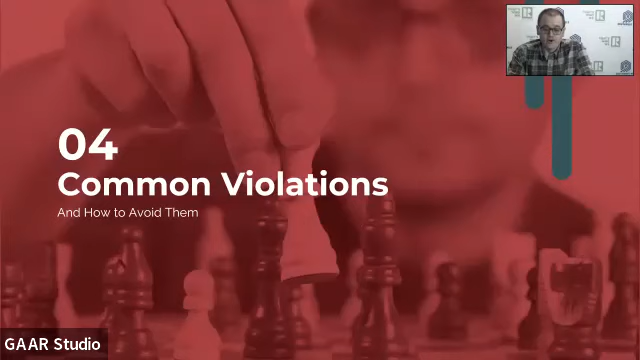 04
Common Violations
And How to Avoid Them
GAAR Studio